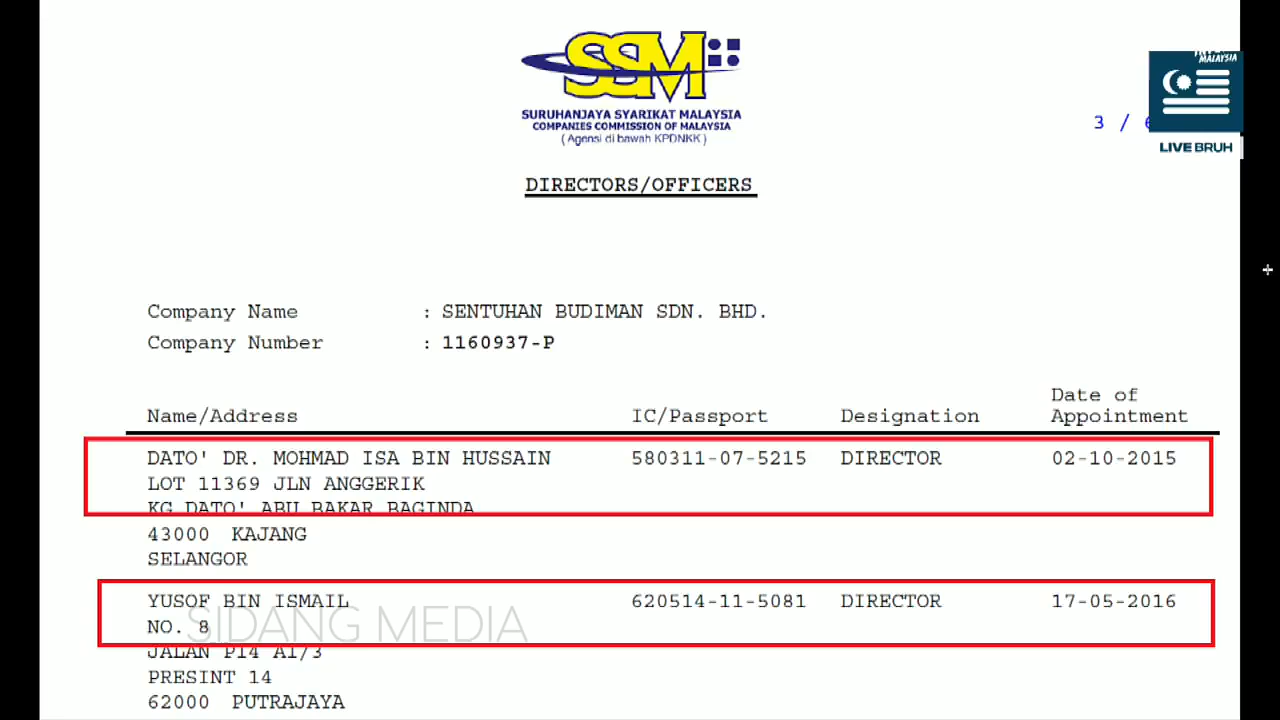 SSM
SURUHANJAYA SYARIKAT MALAYSIA
COMPANIES COMMISSION OF MALAYSIA
( Agensi di bawah KPDNKK )
MALAYSIA
3 /
LIVE BRUH
DIRECTORS/OFFICERS
Company Name : SENTUHAN BUDIMAN SDN. BHD.
Company Number : 1160937-P
Name/Address IC/Passport Designation Date of Appointment
DATO' DR. MOHMAD ISA BIN HUSSAIN 580311-07-5215 DIRECTOR 02-10-2015
LOT 11369 JLN ANGGERIK
KG DATO' ABU BAKAR BAGINDA
43000 KAJANG
SELANGOR
YUSOF BIN ISMAIL 620514-11-5081 DIRECTOR 17-05-2016
NO. 8
SIDANG MEDIA
JALAN P14 A1/3
PRESINT 14
62000 PUTRAJAYA